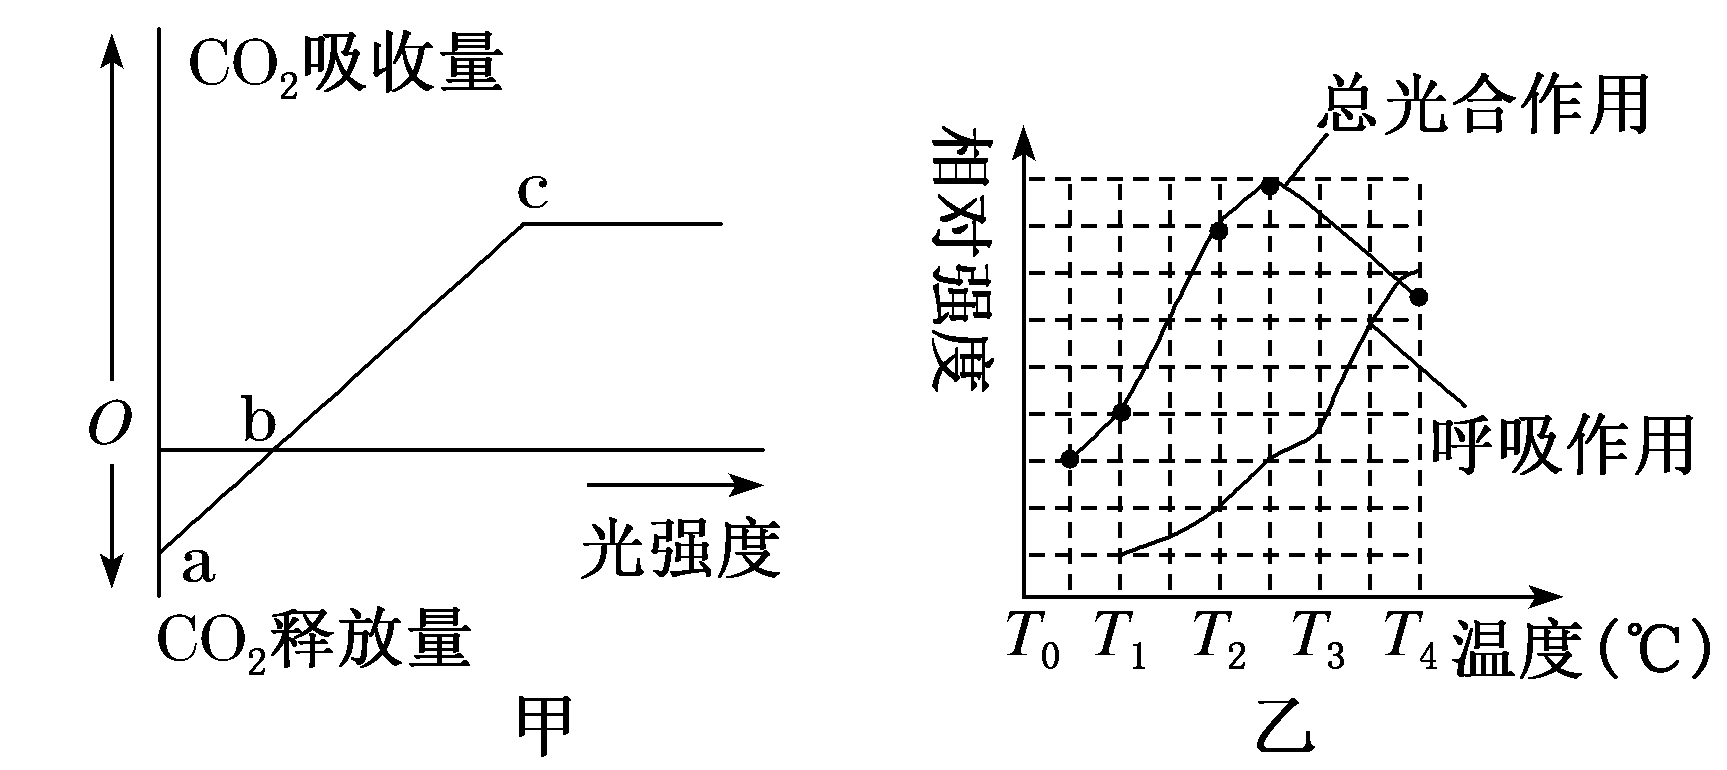 CO₂吸收量
c
O
b
光强度
a
CO₂释放量
甲
总光合作用
相对强度
呼吸作用
T₀ T₁ T₂ T₃ T₄ 温度(℃)
乙